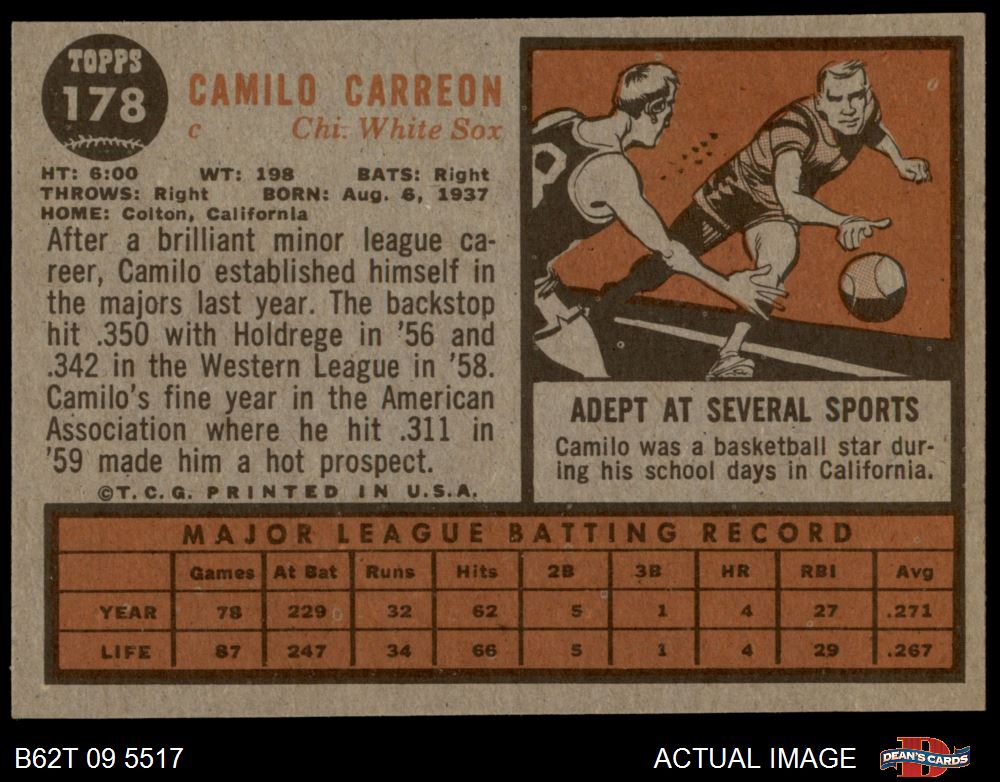 TOPPS
178
CAMILO CARREON
C Chi. White Sox
HT: 6:00 WT: 198 BATS: Right
THROWS: Right BORN: Aug. 6, 1937
HOME: Colton, California
After a brilliant minor league ca-
reer, Camilo established himself in
the majors last year. The backstop
hit .350 with Holdrege in '56 and
.342 in the Western League in '58.
Camilo's fine year in the American
Association where he hit .311 in
'59 made him a hot prospect.
©T.C.G. PRINTED IN U.S.A.
P
ADEPT AT SEVERAL SPORTS
Camilo was a basketball star dur-
ing his school days in California.
MAJOR LEAGUE BATTING RECORD
Games At Bat Runs Hits 2B 3B HR RBI Avg
YEAR 78 229 32 62 5 1 4 27 .271
LIFE 87 247 34 66 5 1 4 29 .267
B62T 09 5517 ACTUAL IMAGE DEAN'S CARDS